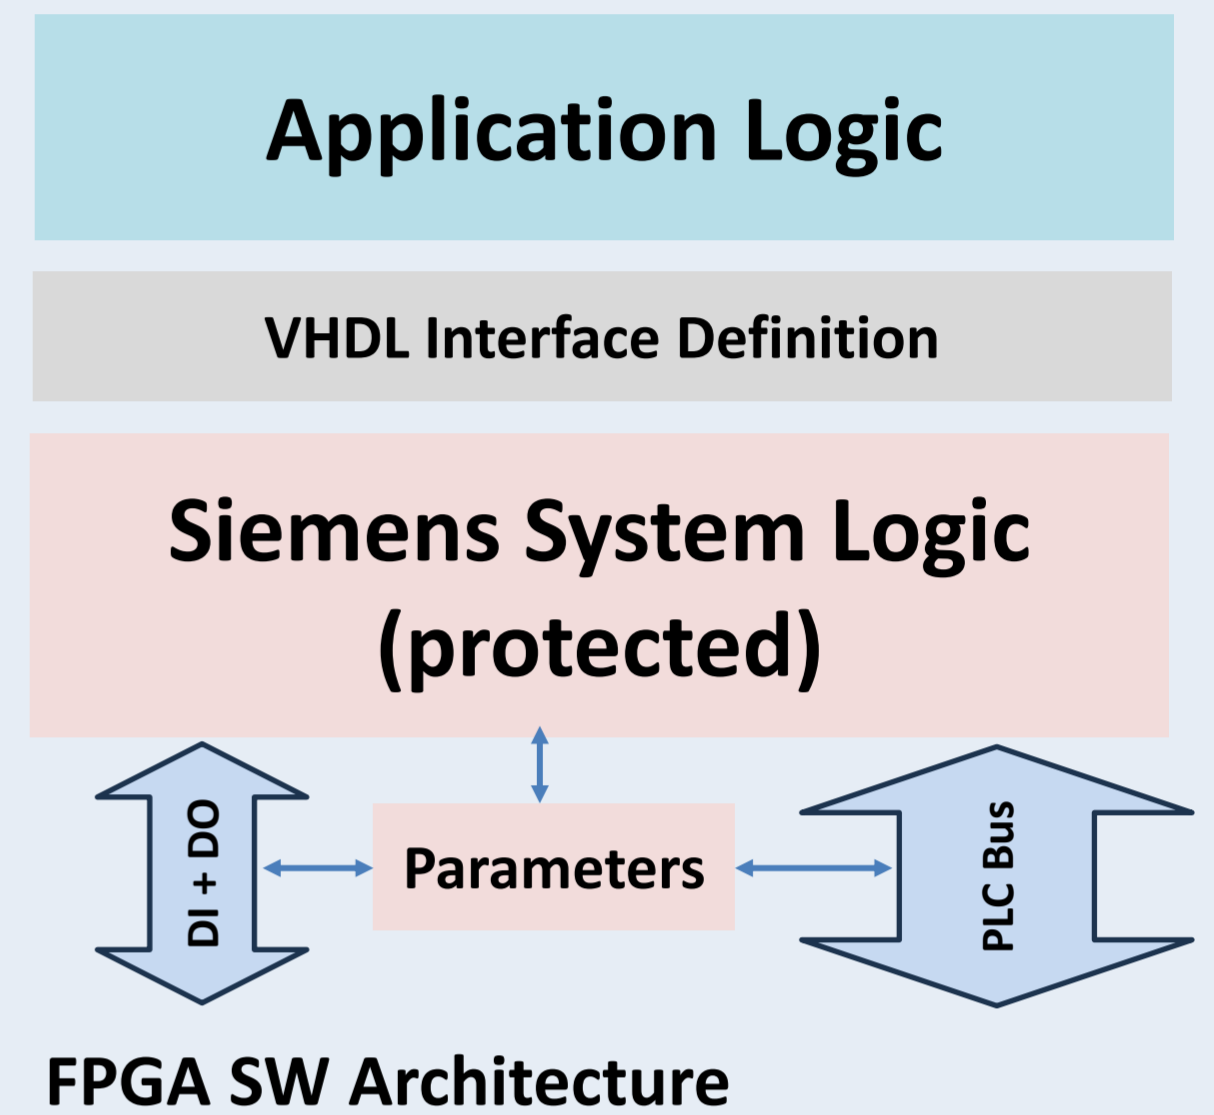 Application Logic
VHDL Interface Definition
Siemens System Logic
(protected)
DI + DO
Parameters
PLC Bus
FPGA SW Architecture